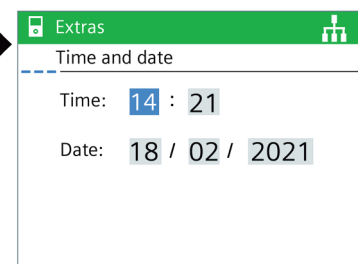 Extras
Time and date
Time: 14 : 21
Date: 18 / 02 / 2021